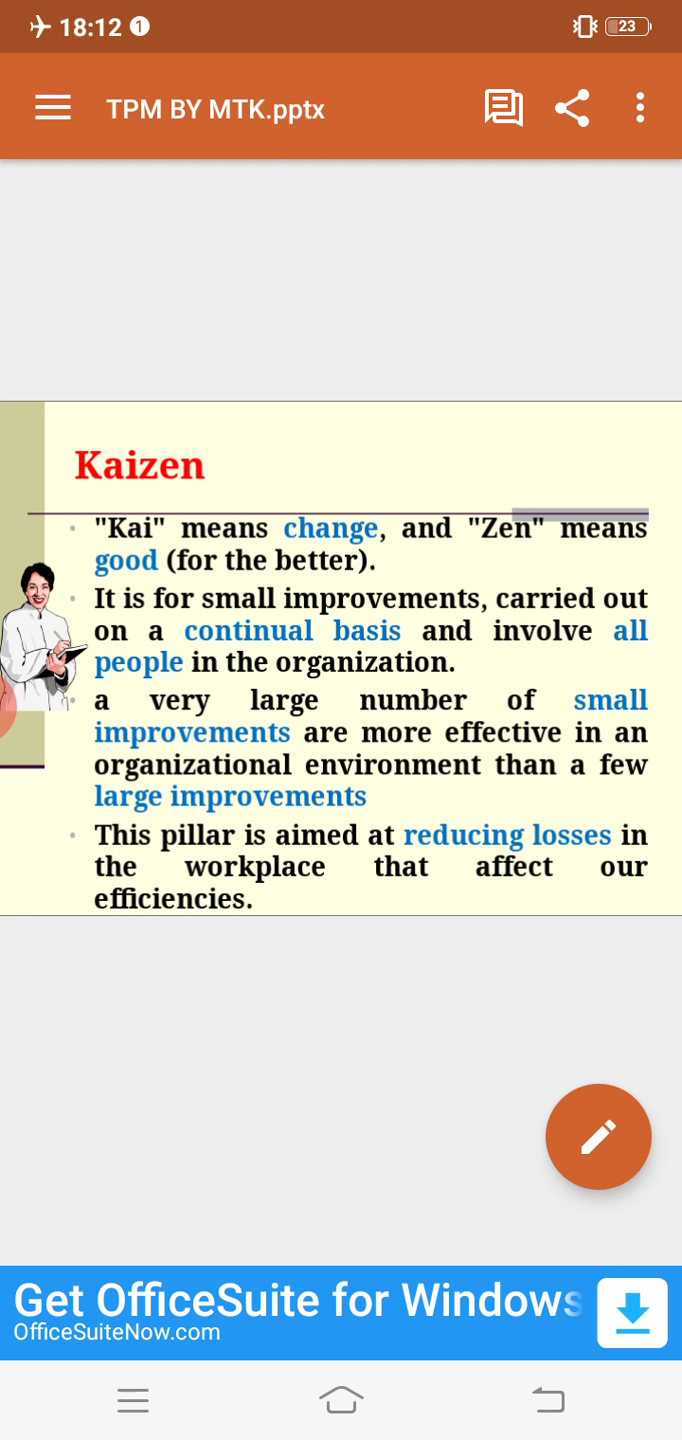 18:12 1 23
TPM BY MTK.pptx
Kaizen
"Kai" means change, and "Zen" means
good (for the better).
It is for small improvements, carried out
on a continual basis and involve all
people in the organization.
a very large number of small
improvements are more effective in an
organizational environment than a few
large improvements
This pillar is aimed at reducing losses in
the workplace that affect our
efficiencies.
Get OfficeSuite for Windows
OfficeSuiteNow.com